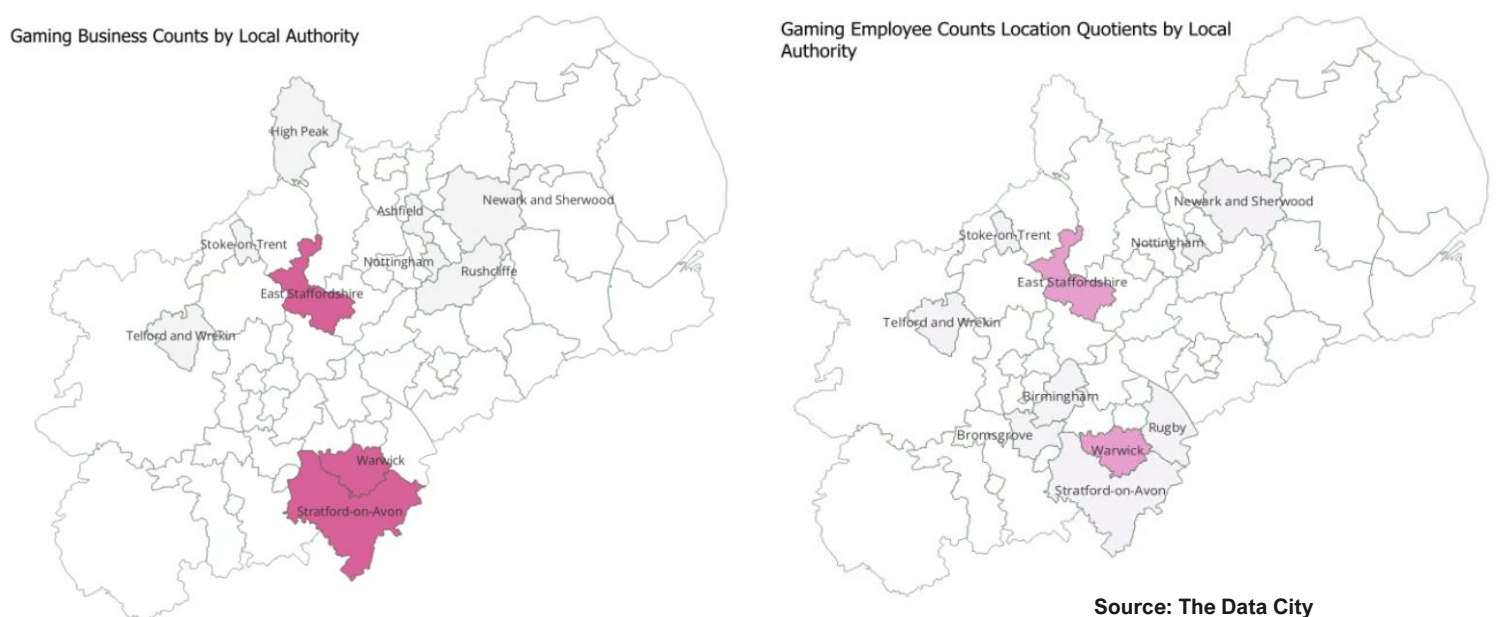 Gaming Business Counts by Local Authority
High Peak
Newark and Sherwood
Ashfield
Stoke-on-Trent
Nottingham
Rushcliffe
East Staffordshire
Telford and Wrekin
Warwick
Stratford-on-Avon
Gaming Employee Counts Location Quotients by Local
Authority
Newark and Sherwood
Stoke-on-Trent
Nottingham
East Staffordshire
Telford and Wrekin
Birmingham
Rugby
Bromsgrove
Warwick
Stratford-on-Avon
Source: The Data City